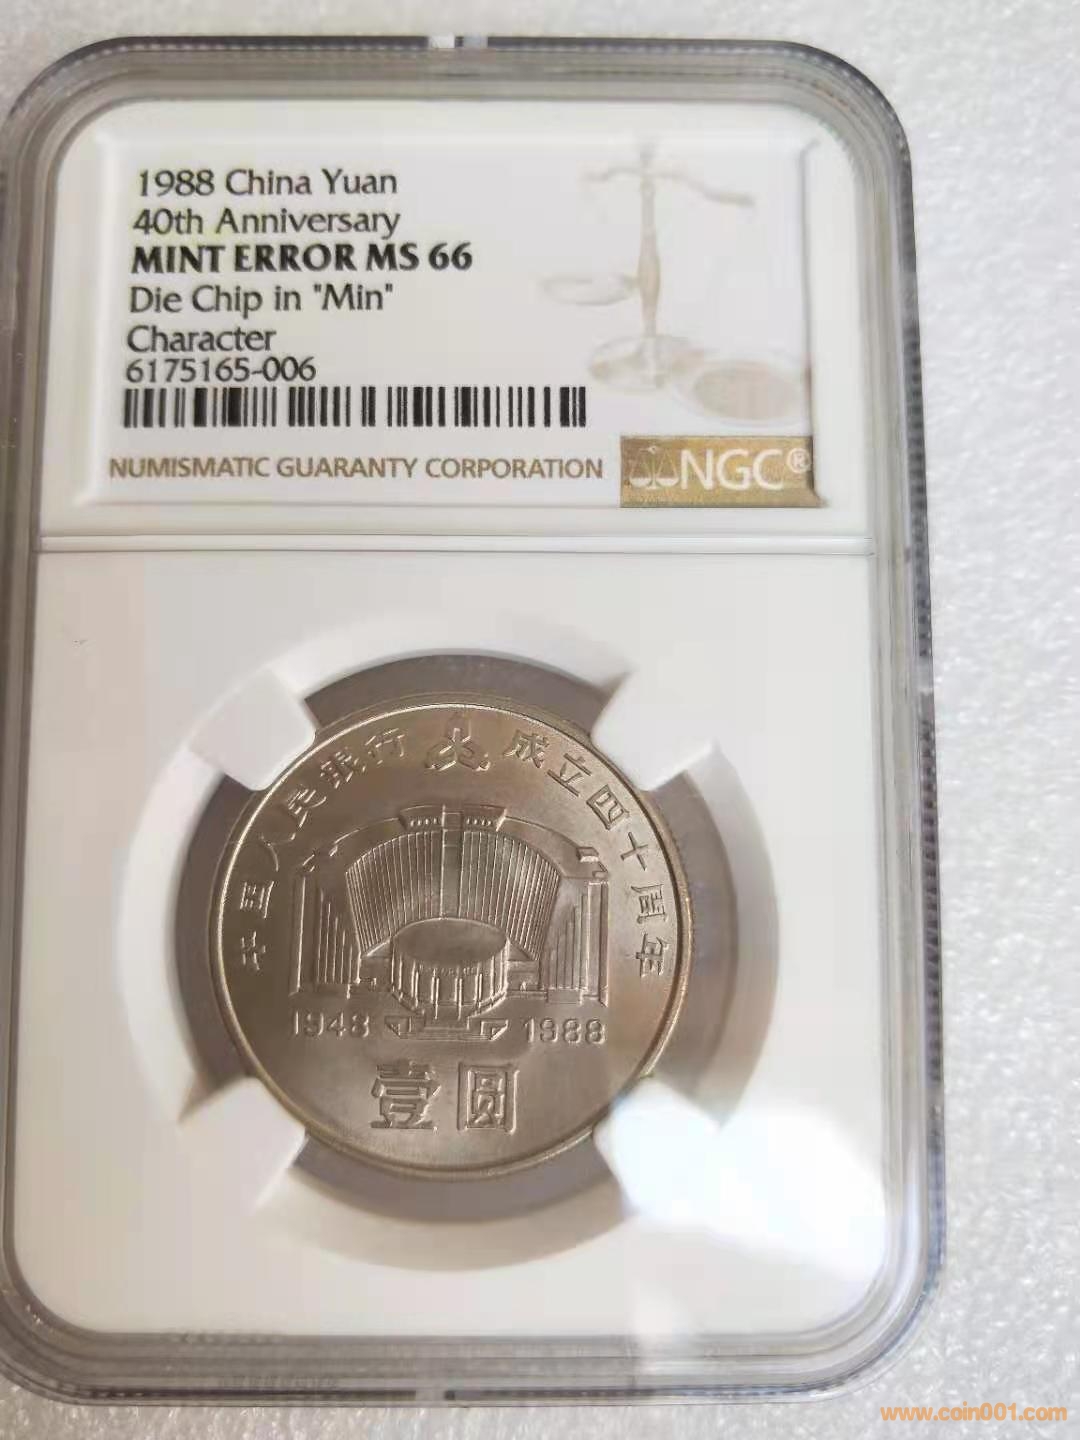 1988 China Yuan
40th Anniversary
MINT ERROR MS 66
Die Chip in "Min"
Character
6175165-006
NUMISMATIC GUARANTY CORPORATION
NGC®
中国人民银行 成立四十周年
1948 1988
壹圆
www.coin001.com